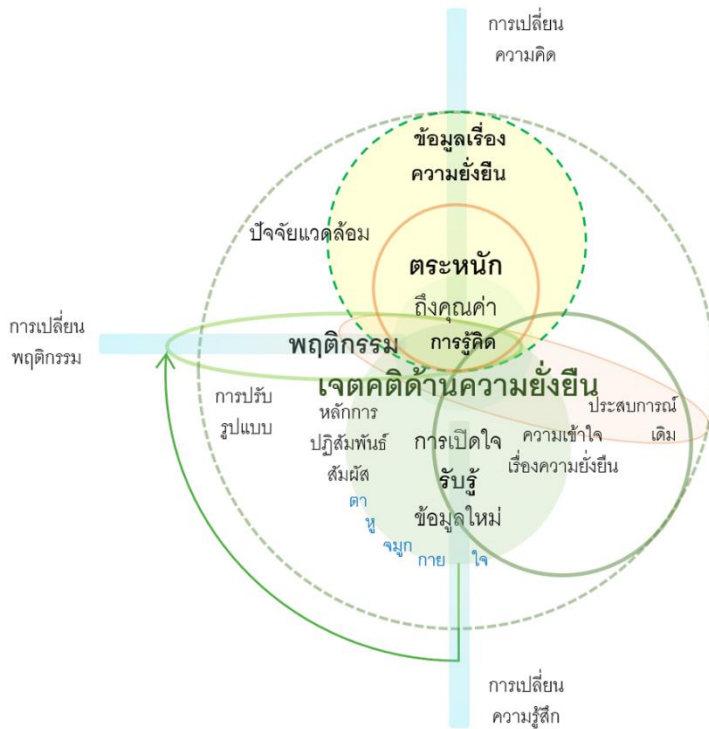 การเปลี่ยน
ความคิด
ข้อมูลเรื่อง
ความยั่งยืน
ปัจจัยแวดล้อม
ตระหนัก
ถึงคุณค่า
การเปลี่ยน
พฤติกรรม
พฤติกรรม
การรู้คิด
เจตคติด้านความยั่งยืน
การปรับ
รูปแบบ
หลักการ
ปฏิสัมพันธ์
สัมผัส
ตา
หู
จมูก
กาย
ใจ
การเปิดใจ
รับรู้
ข้อมูลใหม่
ประสบการณ์
เดิม
ความเข้าใจ
เรื่องความยั่งยืน
การเปลี่ยน
ความรู้สึก